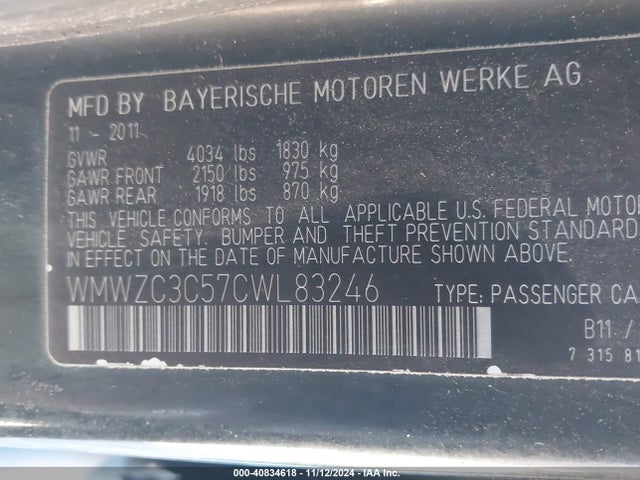 MFD BY BAYERISCHE MOTOREN WERKE AG
11 - 2011
GVWR 4034 lbs 1830 kg
GAWR FRONT 2150 lbs 975 kg
GAWR REAR 1918 lbs 870 kg
THIS VEHICLE CONFORMS TO ALL APPLICABLE U.S. FEDERAL MOTO
VEHICLE SAFETY, BUMPER AND THEFT PREVENTION STANDARD
IN EFFECT ON THE DATE OF MANUFACTURE SHOWN ABOVE.
WMWZC3C57CWL83246 TYPE: PASSENGER CA
B11 /
7 315 81
000-40834618 - 11/12/2024 - IAA Inc.